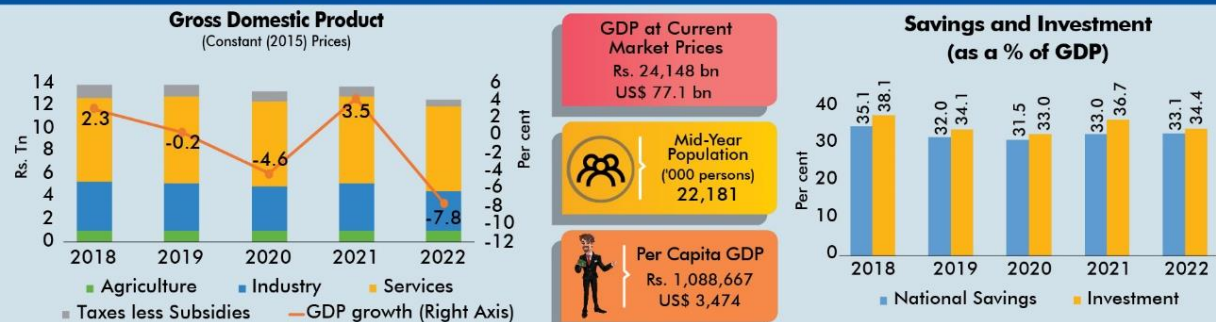 Gross Domestic Product
(Constant (2015) Prices)
Rs. Tn
14
12
10
8
6
4
2
0
2.3
-0.2
-4.6
3.5
-7.8
6
4
2
0
-2
-4
-6
-8
-10
-12
Per cent
2018 2019 2020 2021 2022
Agriculture Industry Services
Taxes less Subsidies GDP growth (Right Axis)
GDP at Current
Market Prices
Rs. 24,148 bn
US$ 77.1 bn
Mid-Year
Population
('000 persons)
22,181
Per Capita GDP
Rs. 1,088,667
US$ 3,474
Savings and Investment
(as a % of GDP)
Per cent
40
30
20
10
0
35.1 38.1 32.0 34.1 31.5 33.0 33.0 36.7 33.1 34.4
2018 2019 2020 2021 2022
National Savings Investment